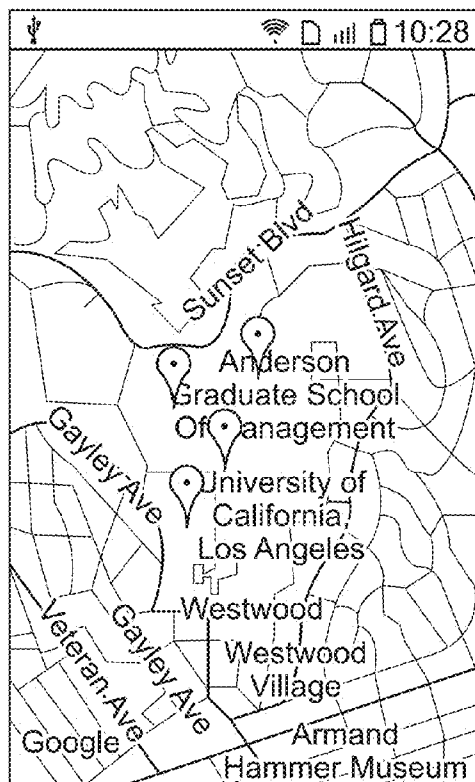 10:28
Sunset Blvd
Hilgard Ave
Anderson
Graduate School
Of Management
Gayley Ave
University of
California,
Los Angeles
Westwood
Gayley Ave
Veteran Ave
Westwood
Village
Google
Armand
Hammer Museum